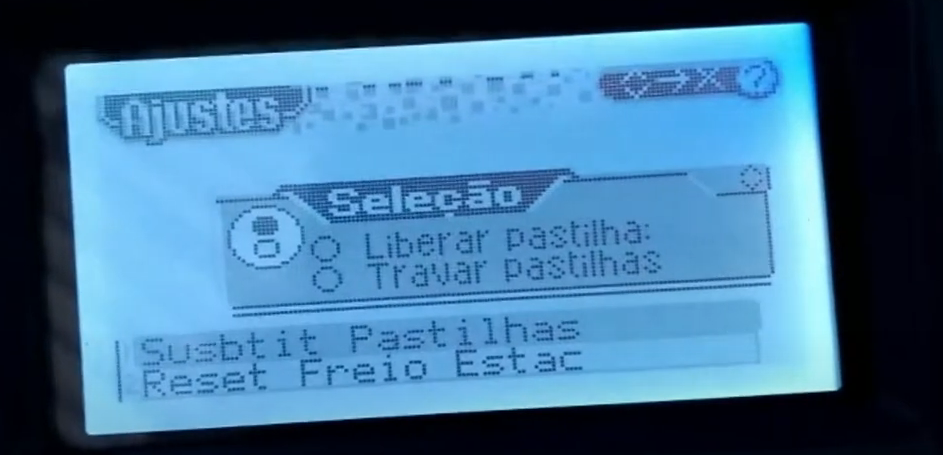 Ajustes
?
Seleção
Liberar pastilha:
Travar pastilhas
Susbtit Pastilhas
Reset Freio Estac